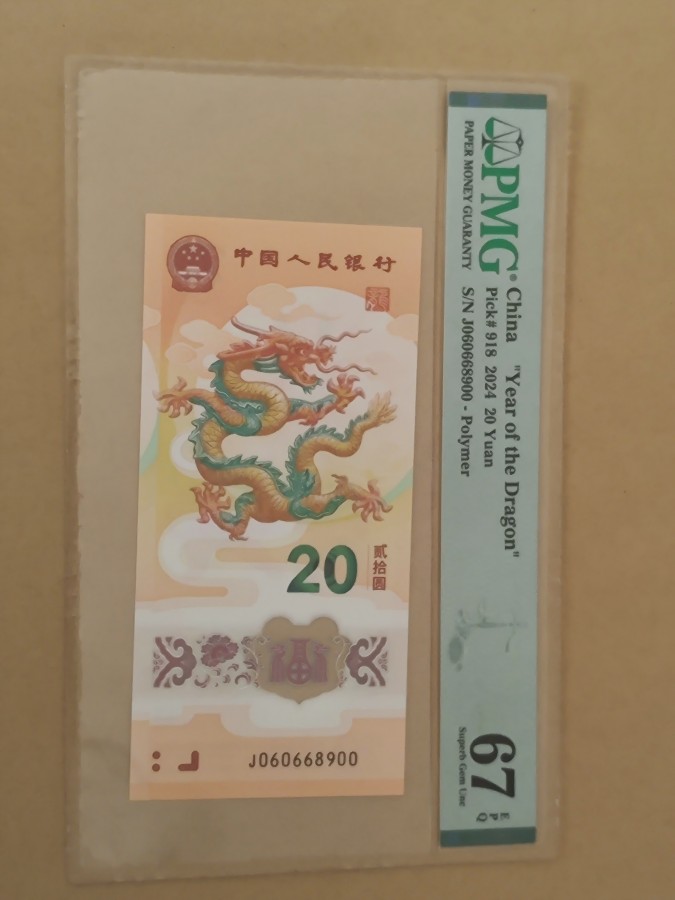 中国人民银行
20
贰拾圆
J060668900
PMG®
PAPER MONEY GUARANTY
China "Year of the Dragon"
Pick# 918 2024 20 Yuan
S/N J060668900 - Polymer
67 EPQ
Superb Gem Unc